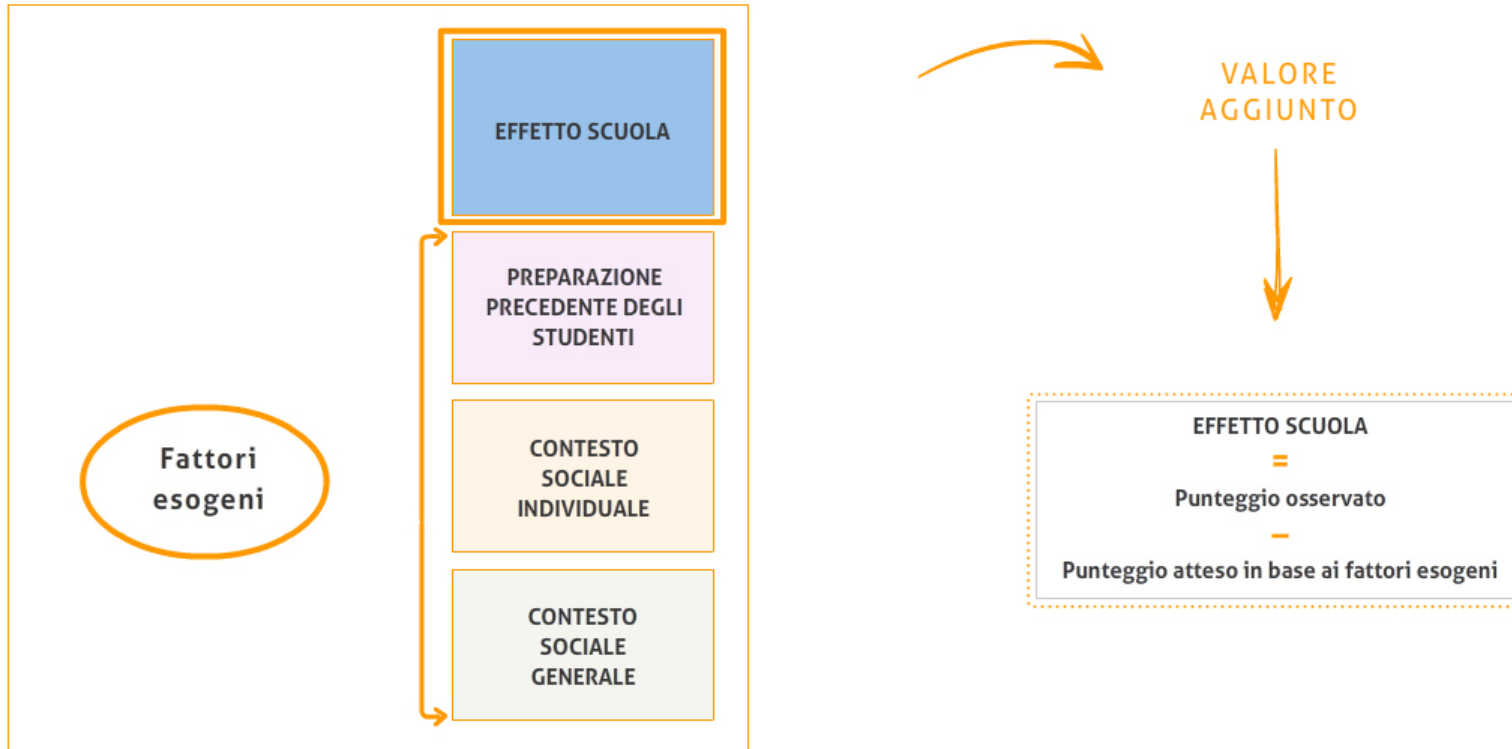 EFFETTO SCUOLA
PREPARAZIONE
PRECEDENTE DEGLI
STUDENTI
Fattori
esogeni
CONTESTO
SOCIALE
INDIVIDUALE
CONTESTO
SOCIALE
GENERALE
VALORE
AGGIUNTO
EFFETTO SCUOLA
=
Punteggio osservato
–
Punteggio atteso in base ai fattori esogeni